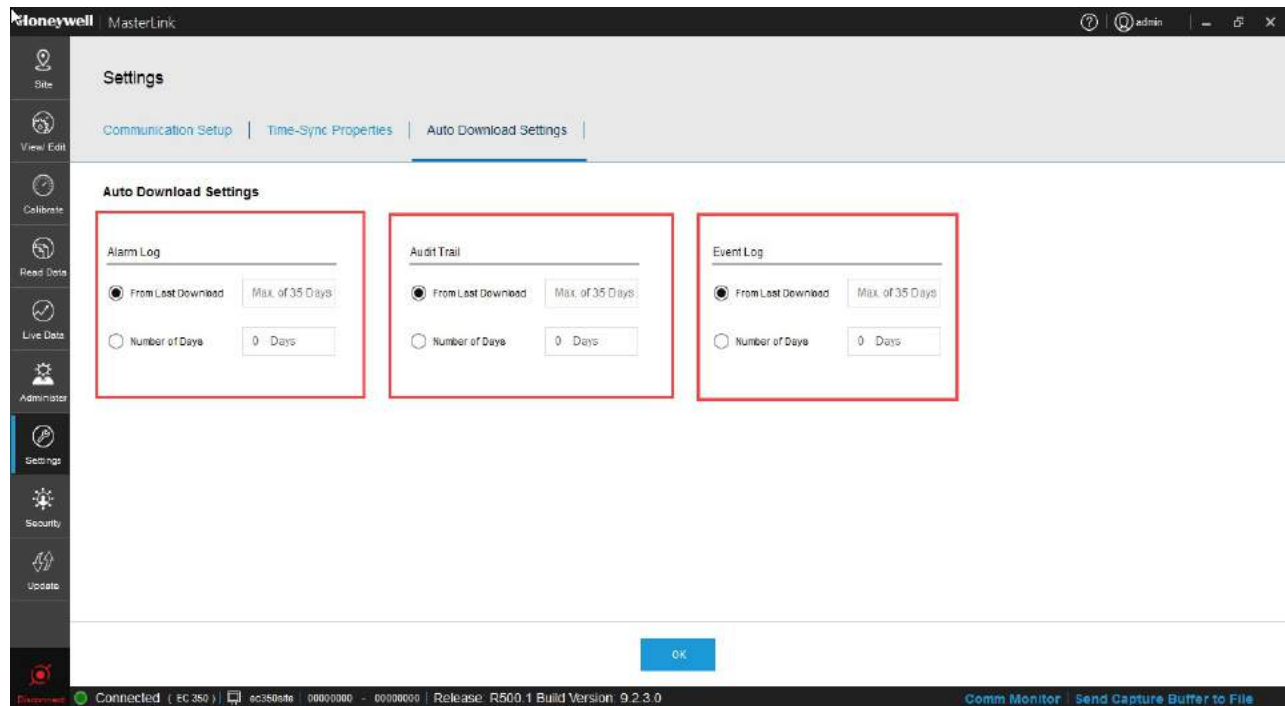 Honeywell | MasterLink
admin
Site
View/ Edit
Calibrate
Read Data
Live Data
Administer
Settings
Security
Update
Disconnect
Settings
Communication Setup | Time-Sync Properties | Auto Download Settings |
Auto Download Settings
Alarm Log
From Last Download Max. of 35 Days
Number of Days 0 Days
Audit Trail
From Last Download Max. of 35 Days
Number of Days 0 Days
Event Log
From Last Download Max. of 35 Days
Number of Days 0 Days
OK
Connected ( EC 350 ) | ec350site | 00000000 - 00000000 | Release: R500.1 Build Version: 9.2.3.0
Comm Monitor | Send Capture Buffer to File